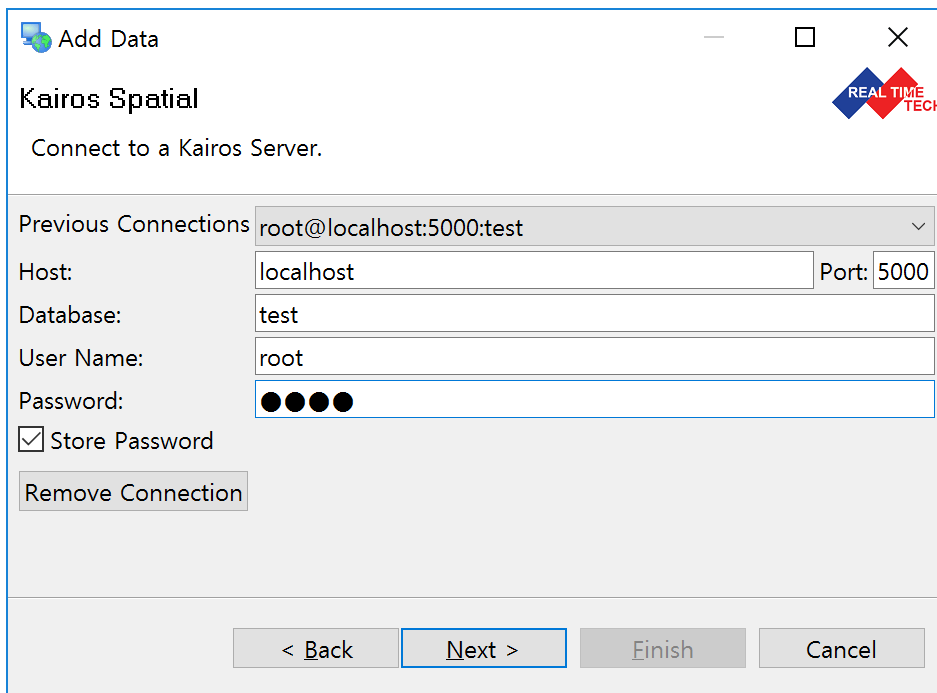 Add Data
Kairos Spatial
REAL TIME
TECH
Connect to a Kairos Server.
Previous Connections root@localhost:5000:test
Host: localhost Port: 5000
Database: test
User Name: root
Password: ●●●●
Store Password
Remove Connection
< Back Next > Finish Cancel